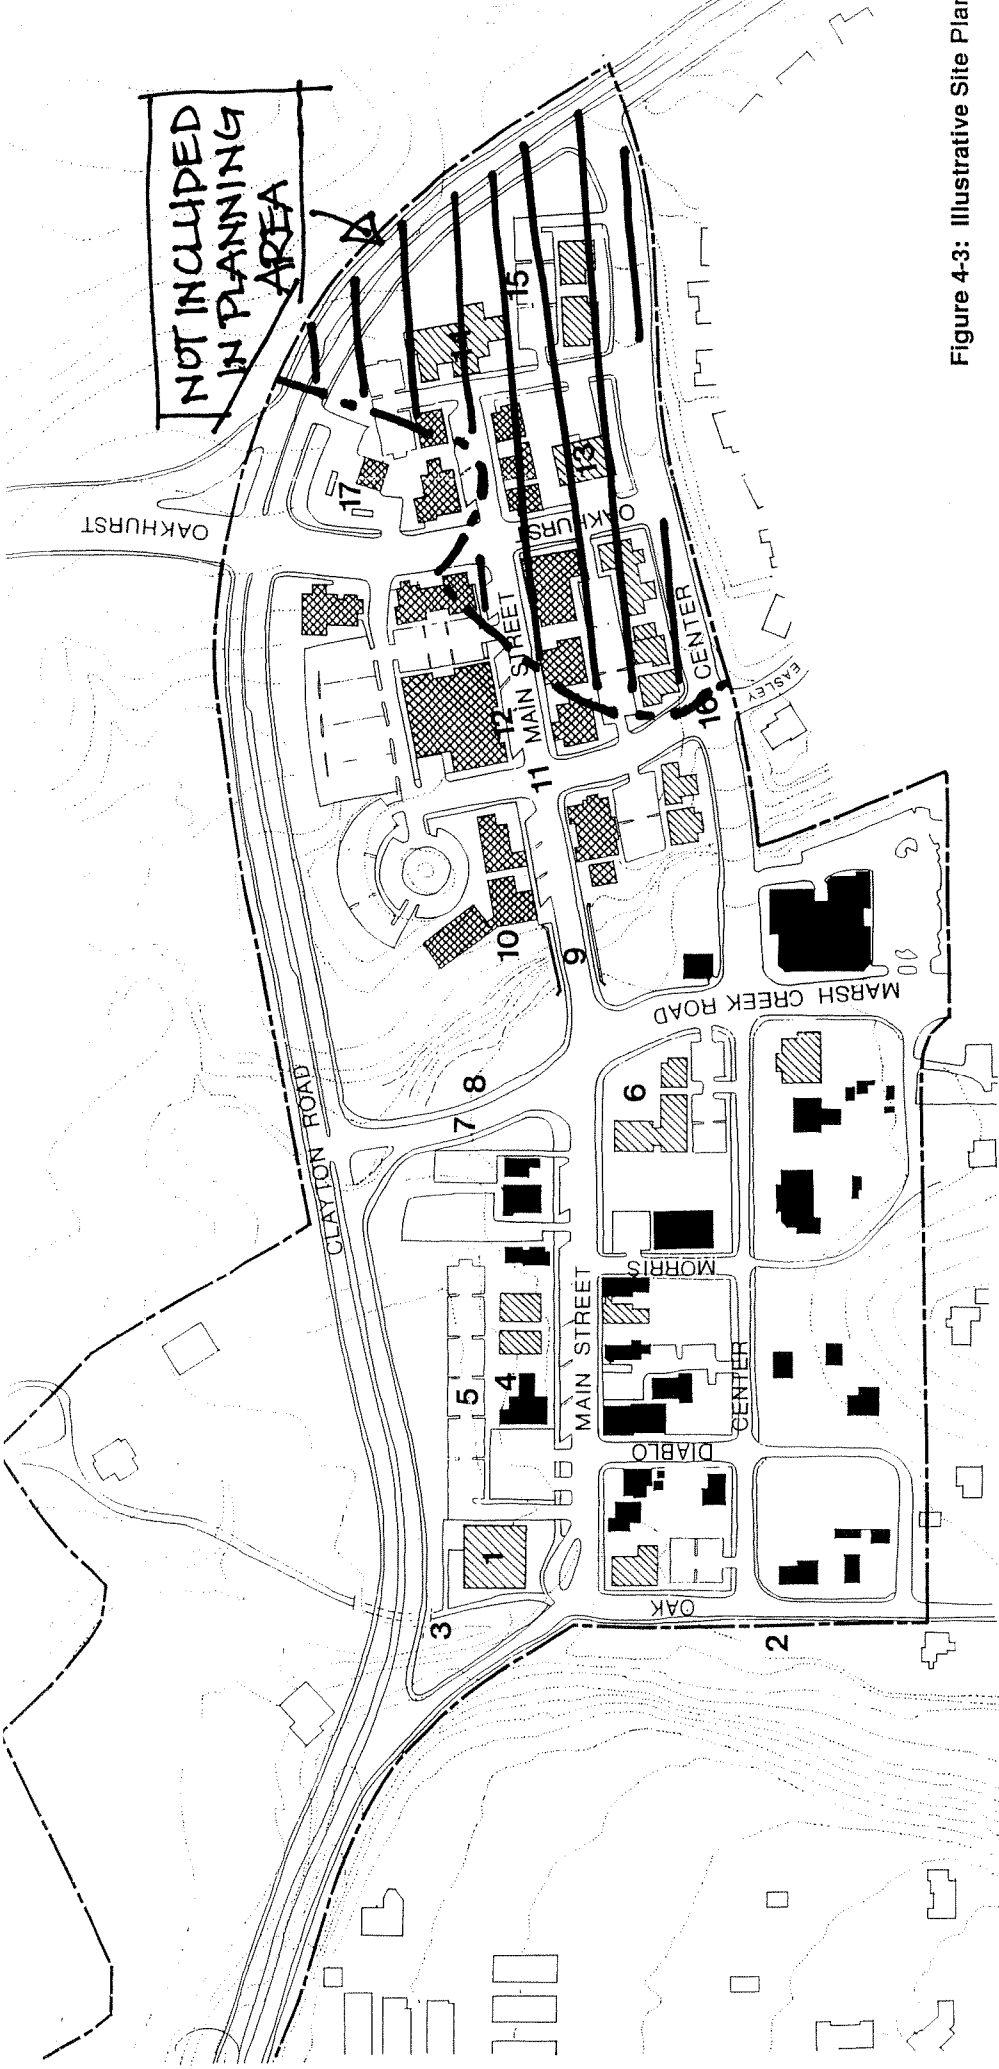 NOT INCLUDED
IN PLANNING
AREA
OAKHURST
17
14
15
13
OAKHURST
MAIN STREET
12
11
CENTER
16
EASLEY
10
9
MARSH CREEK ROAD
CLAYTON ROAD
8
7
6
MORRIS
MAIN STREET
5
4
CENTER
DIABLO
1
OAK
3
2
Figure 4-3: Illustrative Site Plan